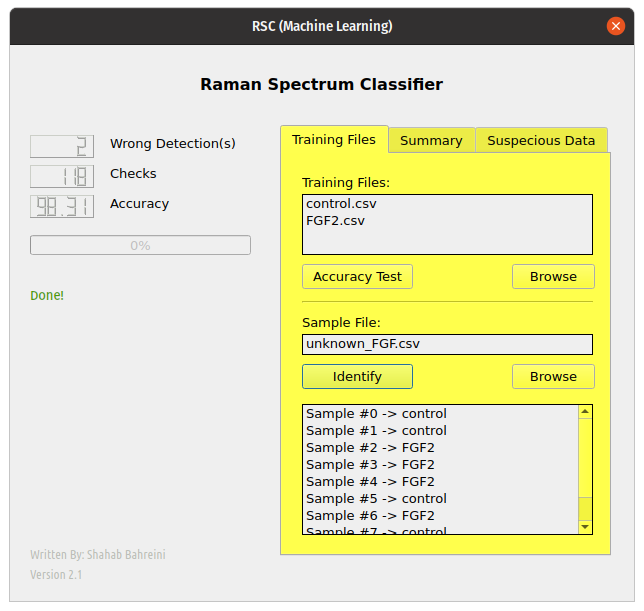 RSC (Machine Learning)
Raman Spectrum Classifier
2 Wrong Detection(s)
118 Checks
98.31 Accuracy
0%
Done!
Training Files
Summary
Suspecious Data
Training Files:
control.csv
FGF2.csv
Accuracy Test
Browse
Sample File:
unknown_FGF.csv
Identify
Browse
Sample #0 -> control
Sample #1 -> control
Sample #2 -> FGF2
Sample #3 -> FGF2
Sample #4 -> FGF2
Sample #5 -> control
Sample #6 -> FGF2
Sample #7 -> control
Written By: Shahab Bahreini
Version 2.1